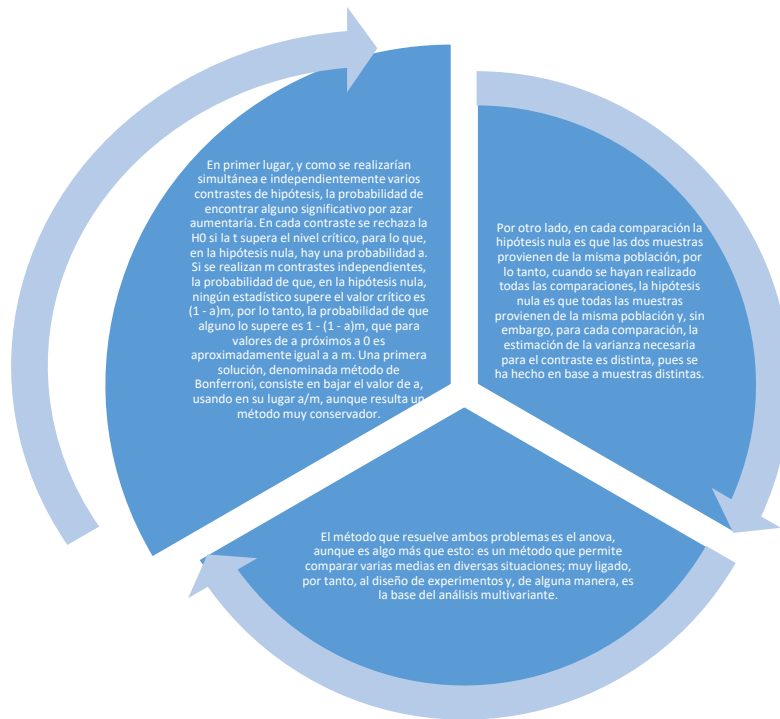 En primer lugar, y como se realizarían
simultánea e independientemente varios
contrastes de hipótesis, la probabilidad de
encontrar alguno significativo por azar
aumentaría. En cada contraste se rechaza la
H0 si la t supera el nivel crítico, para lo que,
en la hipótesis nula, hay una probabilidad a.
Si se realizan m contrastes independientes,
la probabilidad de que, en la hipótesis nula,
ningún estadístico supere el valor crítico es
(1 - a)m, por lo tanto, la probabilidad de que
alguno lo supere es 1 - (1 - a)m, que para
valores de a próximos a 0 es
aproximadamente igual a a m. Una primera
solución, denominada método de
Bonferroni, consiste en bajar el valor de a,
usando en su lugar a/m, aunque resulta un
método muy conservador.
Por otro lado, en cada comparación la
hipótesis nula es que las dos muestras
provienen de la misma población, por
lo tanto, cuando se hayan realizado
todas las comparaciones, la hipótesis
nula es que todas las muestras
provienen de la misma población y, sin
embargo, para cada comparación, la
estimación de la varianza necesaria
para el contraste es distinta, pues se
ha hecho en base a muestras distintas.
El método que resuelve ambos problemas es el anova,
aunque es algo más que esto: es un método que permite
comparar varias medias en diversas situaciones; muy ligado,
por tanto, al diseño de experimentos y, de alguna manera, es
la base del análisis multivariante.